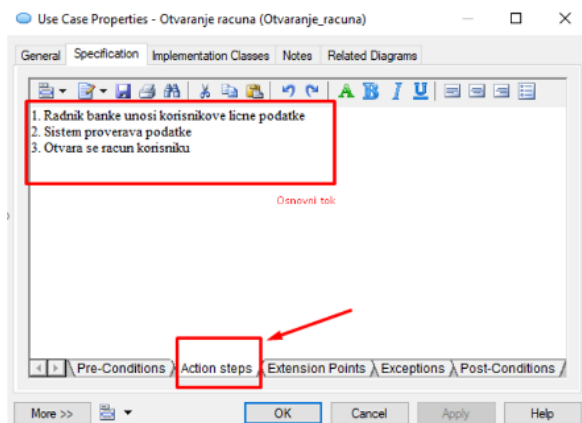 Use Case Properties - Otvaranje racuna (Otvaranje_racuna)
General Specification Implementation Classes Notes Related Diagrams
A B I U
1. Radnik banke unosi korisnikove licne podatke
2. Sistem proverava podatke
3. Otvara se racun korisniku
Osnovni tok
Pre-Conditions Action steps Extension Points Exceptions Post-Conditions
More >> OK Cancel Apply Help